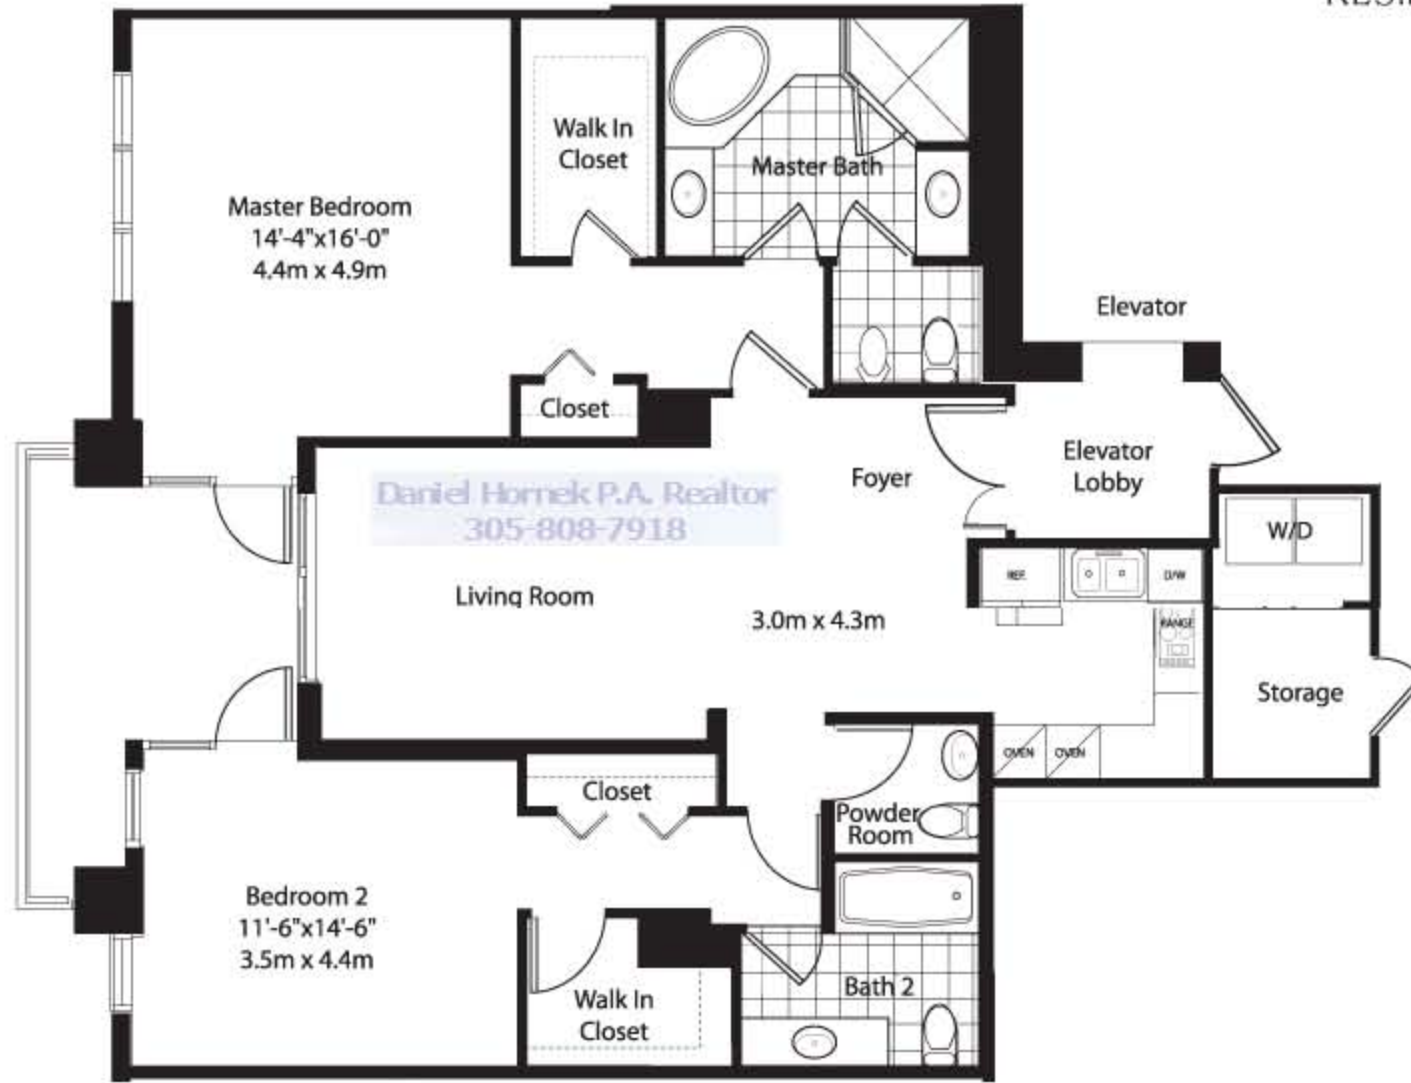 Walk In
Closet
Master Bath
Master Bedroom
14'-4"x16'-0"
4.4m x 4.9m
Elevator
Closet
Elevator
Lobby
Foyer
Daniel Hornek P.A. Realtor
305-808-7918
W/D
REF.
D/W
Living Room
3.0m x 4.3m
RANGE
Storage
OVEN
OVEN
Closet
Powder
Room
Bedroom 2
11'-6"x14'-6"
3.5m x 4.4m
Bath 2
Walk In
Closet